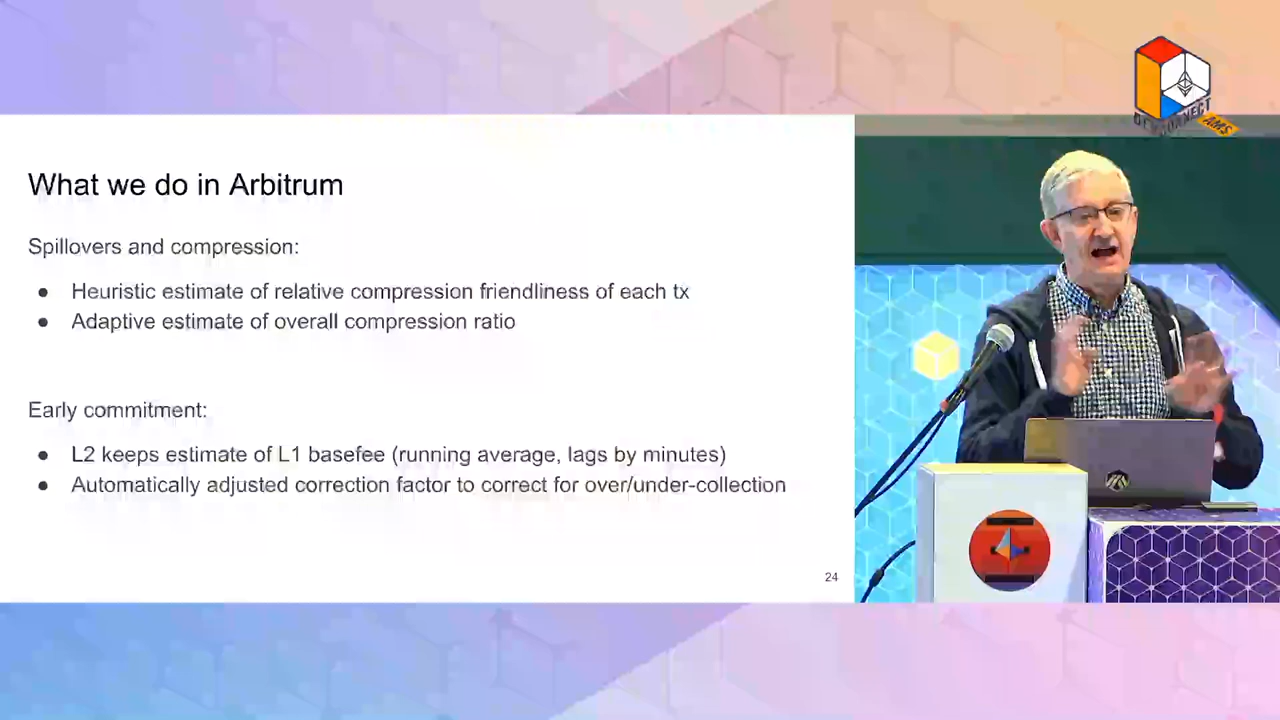 DEVCONNECT
AMS
What we do in Arbitrum
Spillovers and compression:
● Heuristic estimate of relative compression friendliness of each tx
● Adaptive estimate of overall compression ratio
Early commitment:
● L2 keeps estimate of L1 basefee (running average, lags by minutes)
● Automatically adjusted correction factor to correct for over/under-collection
24